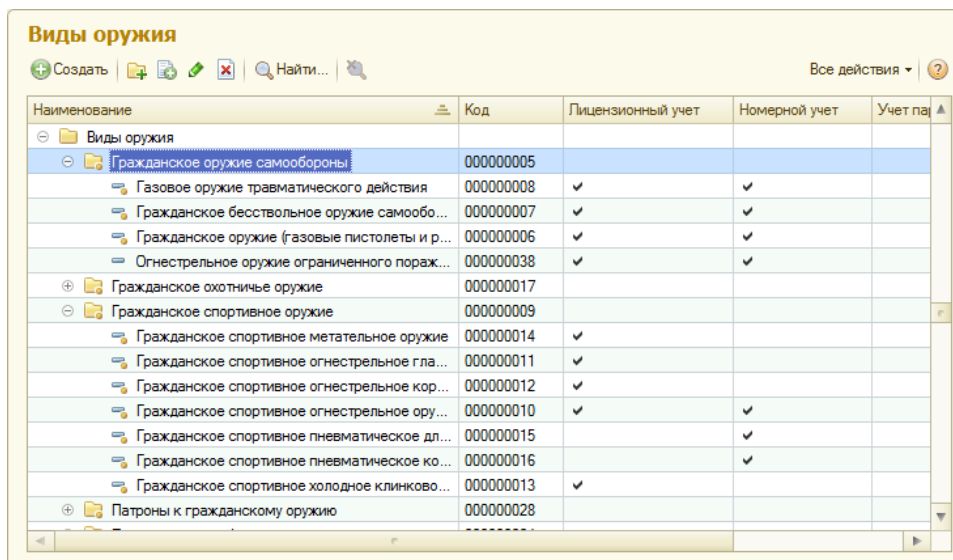 Виды оружия
Создать Найти... Все действия
Наименование Код Лицензионный учет Номерной учет Учет пар
Виды оружия
Гражданское оружие самообороны 000000005
Газовое оружие травматического действия 000000008
Гражданское бесствольное оружие самообо... 000000007
Гражданское оружие (газовые пистолеты и р... 000000006
Огнестрельное оружие ограниченного пораж... 000000038
Гражданское охотничье оружие 000000017
Гражданское спортивное оружие 000000009
Гражданское спортивное метательное оружие 000000014
Гражданское спортивное огнестрельное гла... 000000011
Гражданское спортивное огнестрельное кор... 000000012
Гражданское спортивное огнестрельное ору... 000000010
Гражданское спортивное пневматическое дл... 000000015
Гражданское спортивное пневматическое ко... 000000016
Гражданское спортивное холодное клинково... 000000013
Патроны к гражданскому оружию 000000028